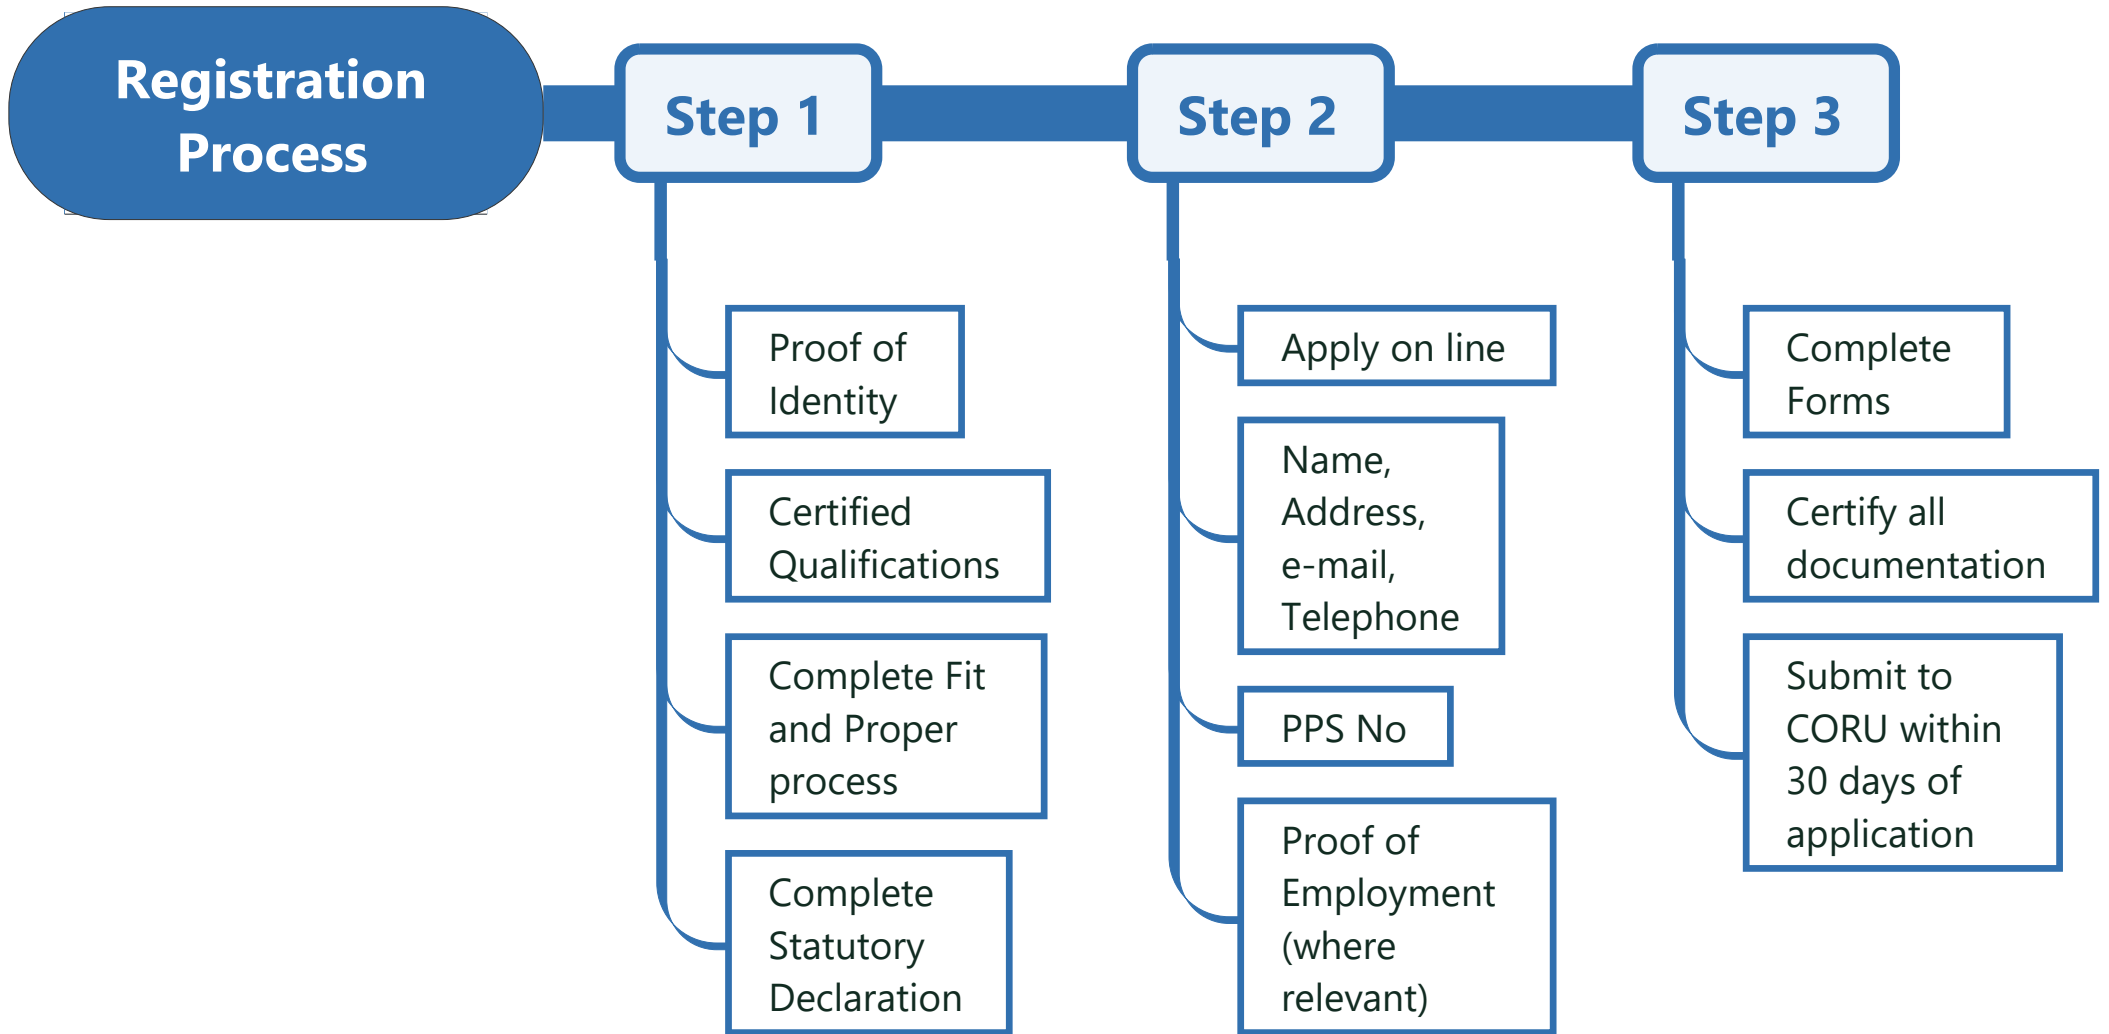 Registration
Process
Step 1
Proof of
Identity
Certified
Qualifications
Complete Fit
and Proper
process
Complete
Statutory
Declaration
Step 2
Apply on line
Name,
Address,
e-mail,
Telephone
PPS No
Proof of
Employment
(where
relevant)
Step 3
Complete
Forms
Certify all
documentation
Submit to
CORU within
30 days of
application